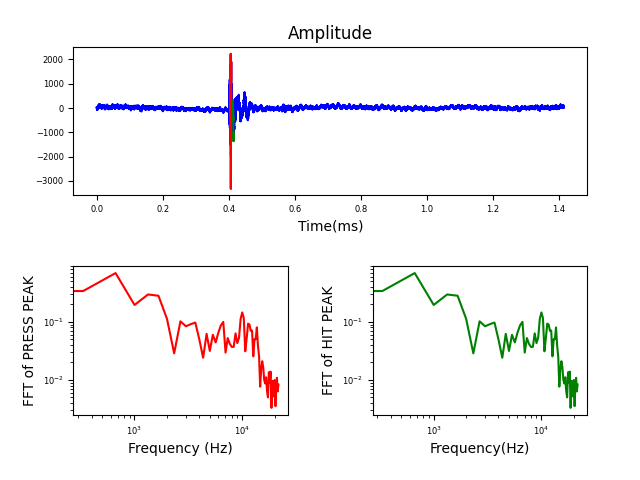 Amplitude
2000
1000
0
−1000
−2000
−3000
0.0 0.2 0.4 0.6 0.8 1.0 1.2 1.4
Time(ms)
FFT of PRESS PEAK
10⁻¹
10⁻²
10³ 10⁴
Frequency (Hz)
FFT of HIT PEAK
10⁻¹
10⁻²
10³ 10⁴
Frequency(Hz)